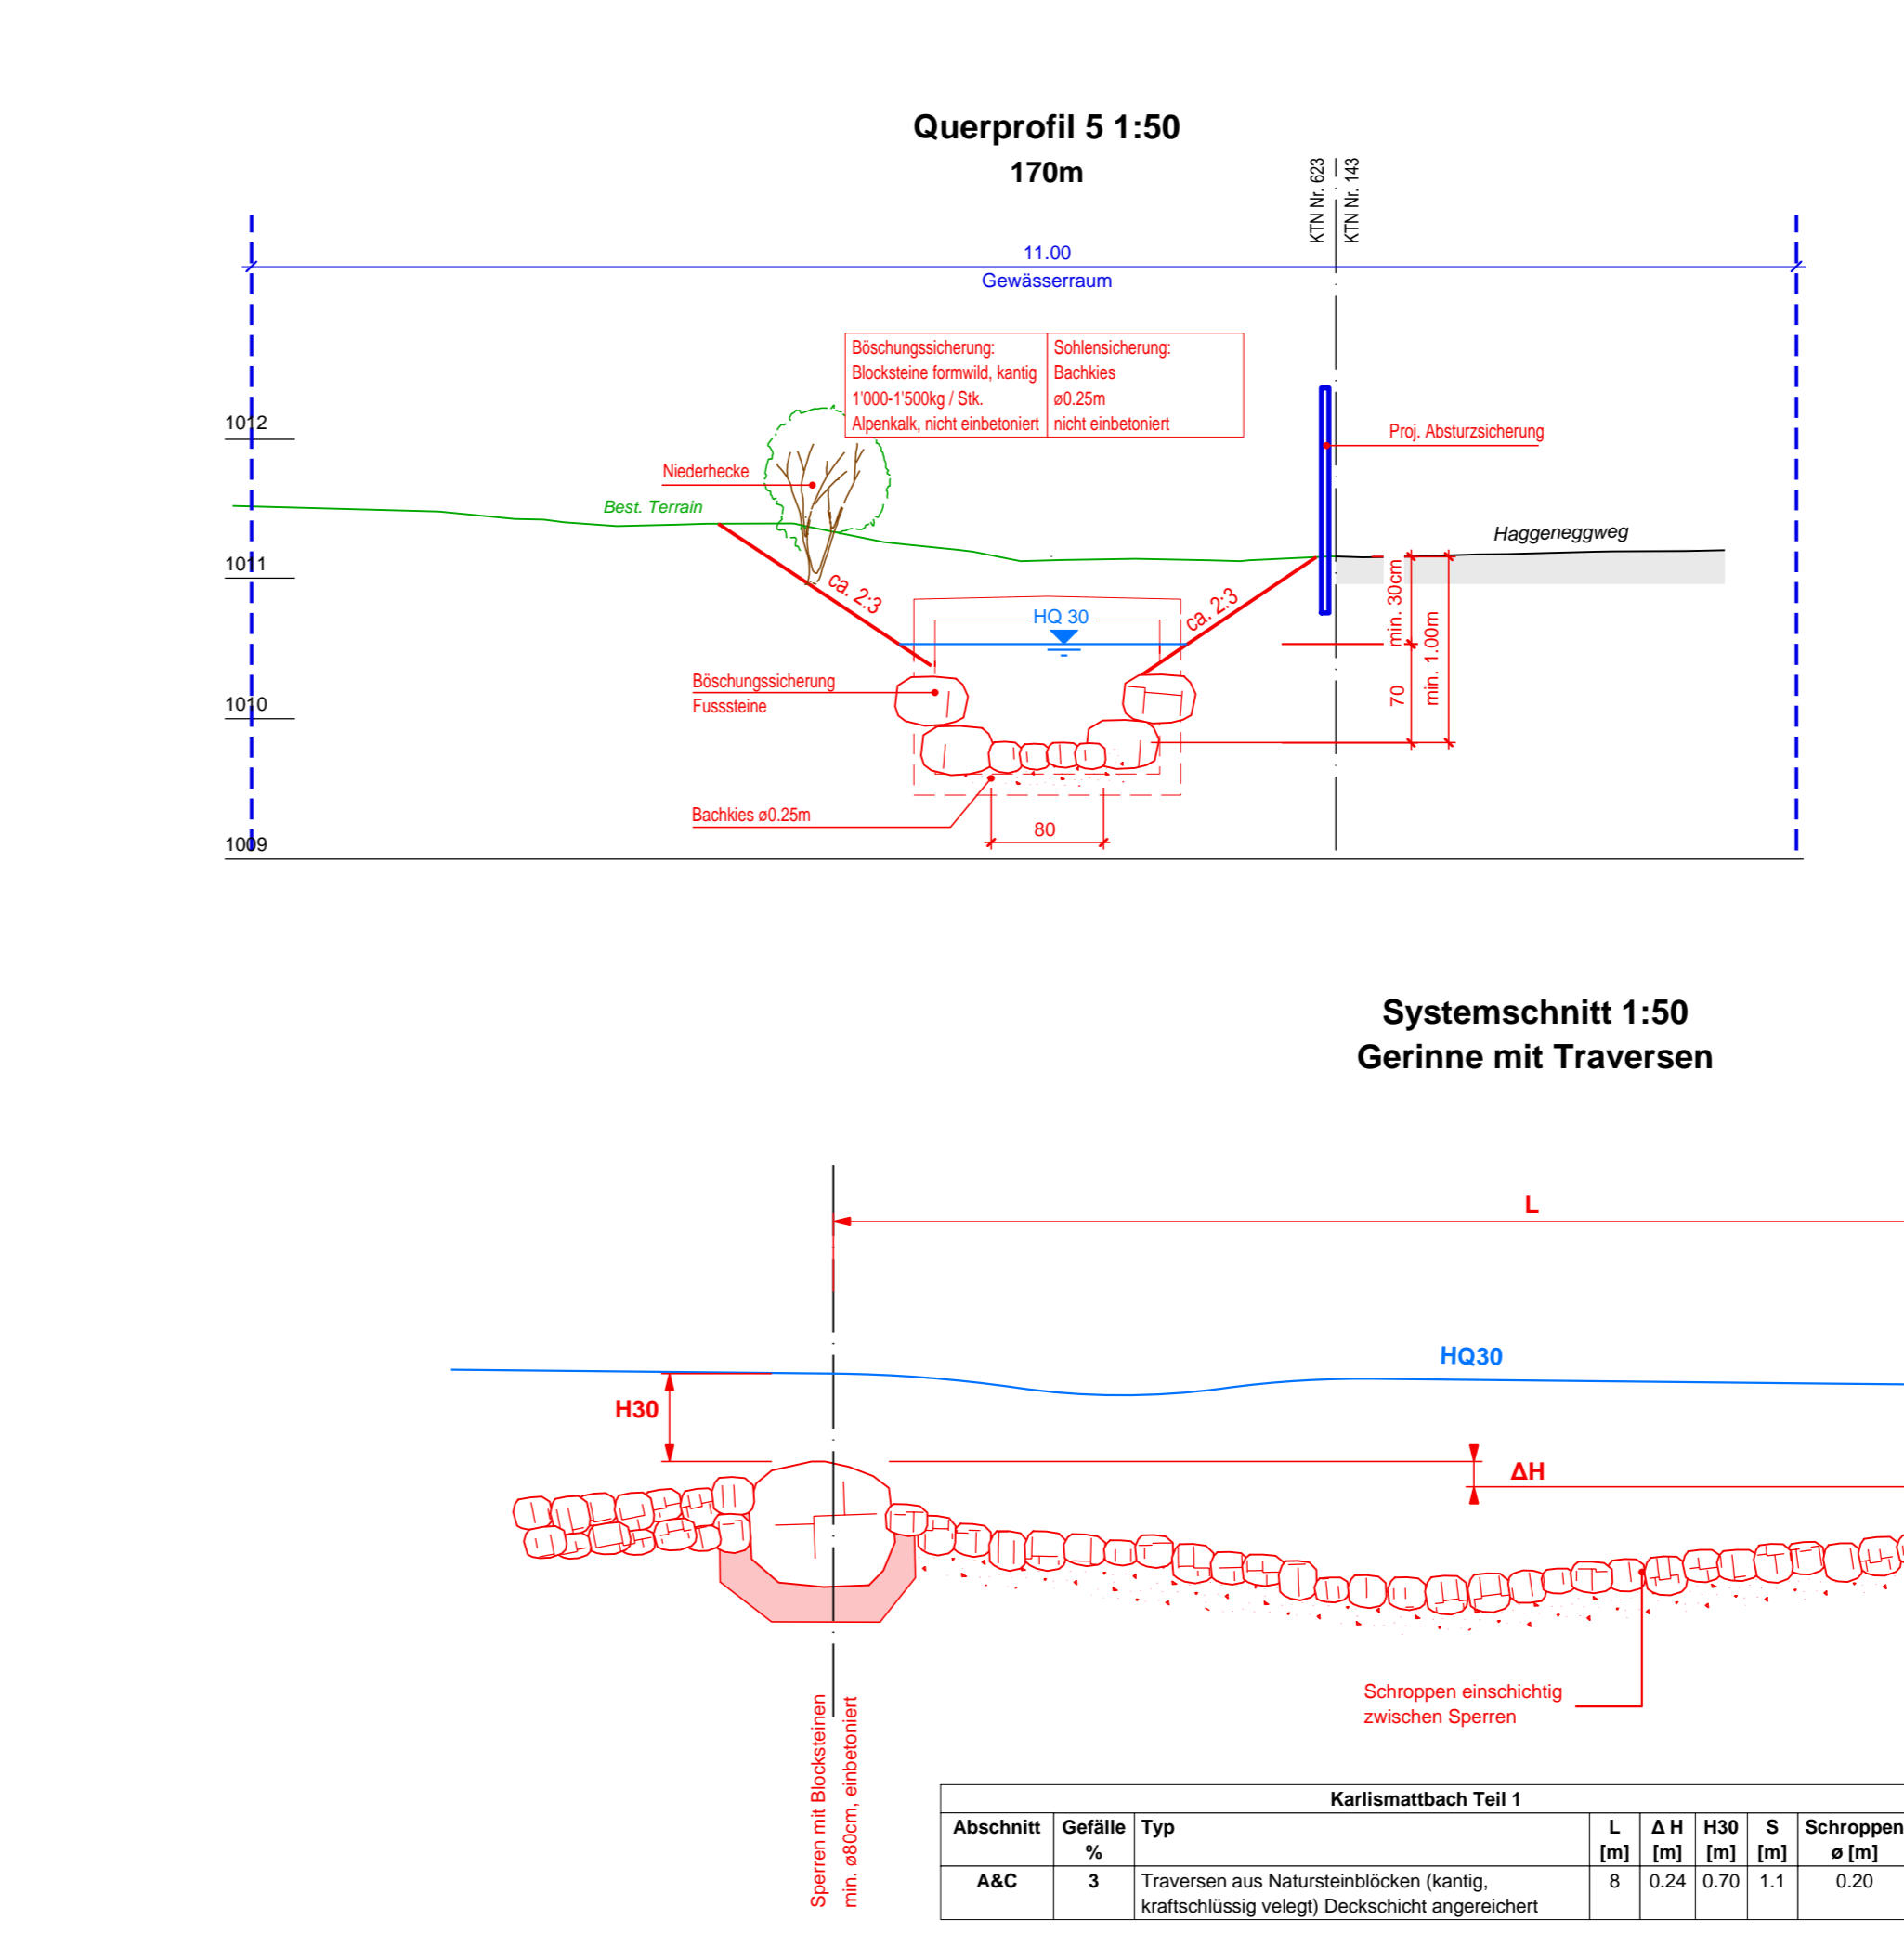 Querprofil 5 1:50
170m
KTN Nr. 623
KTN Nr. 143
11.00
Gewässerraum
Böschungssicherung:
Blocksteine formwild, kantig
1'000-1'500kg / Stk.
Alpenkalk, nicht einbetoniert
Sohlensicherung:
Bachkies
ø0.25m
nicht einbetoniert
1012
Proj. Absturzsicherung
Niederhecke
Best. Terrain
Haggeneggweg
1011
ca. 2:3
ca. 2:3
HQ 30
min. 30cm
min. 1.00m
70
Böschungssicherung
Fusssteine
1010
Bachkies ø0.25m
80
1009
Systemschnitt 1:50
Gerinne mit Traversen
L
HQ30
H30
ΔH
Schroppen einschichtig
zwischen Sperren
Sperren mit Blocksteinen
min. ø80cm, einbetoniert
Karlismattbach Teil 1
Abschnitt Gefälle % Typ L [m] Δ H [m] H30 [m] S [m] Schroppen ø [m]
A&C 3 Traversen aus Natursteinblöcken (kantig, 8 0.24 0.70 1.1 0.20
kraftschlüssig velegt) Deckschicht angereichert